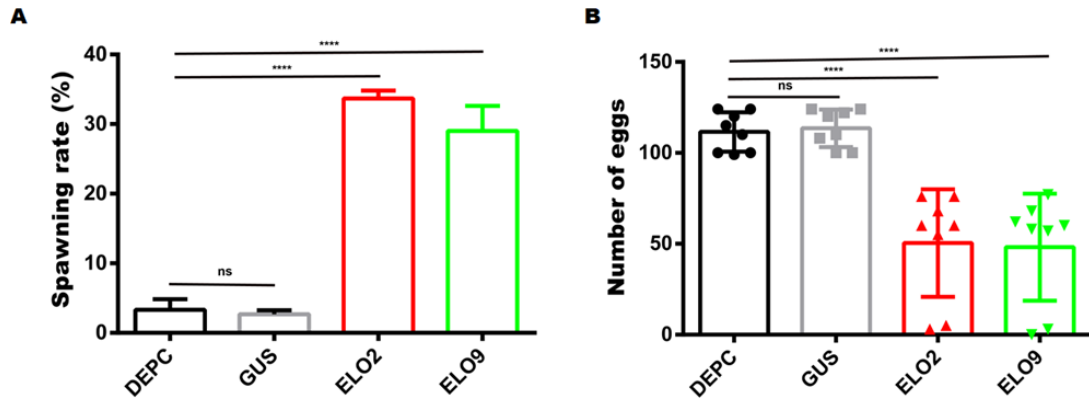 A
Spawning rate (%)
40
30
20
10
0
****
****
ns
DEPC
GUS
ELO2
ELO9
B
Number of eggs
150
100
50
0
****
****
ns
DEPC
GUS
ELO2
ELO9